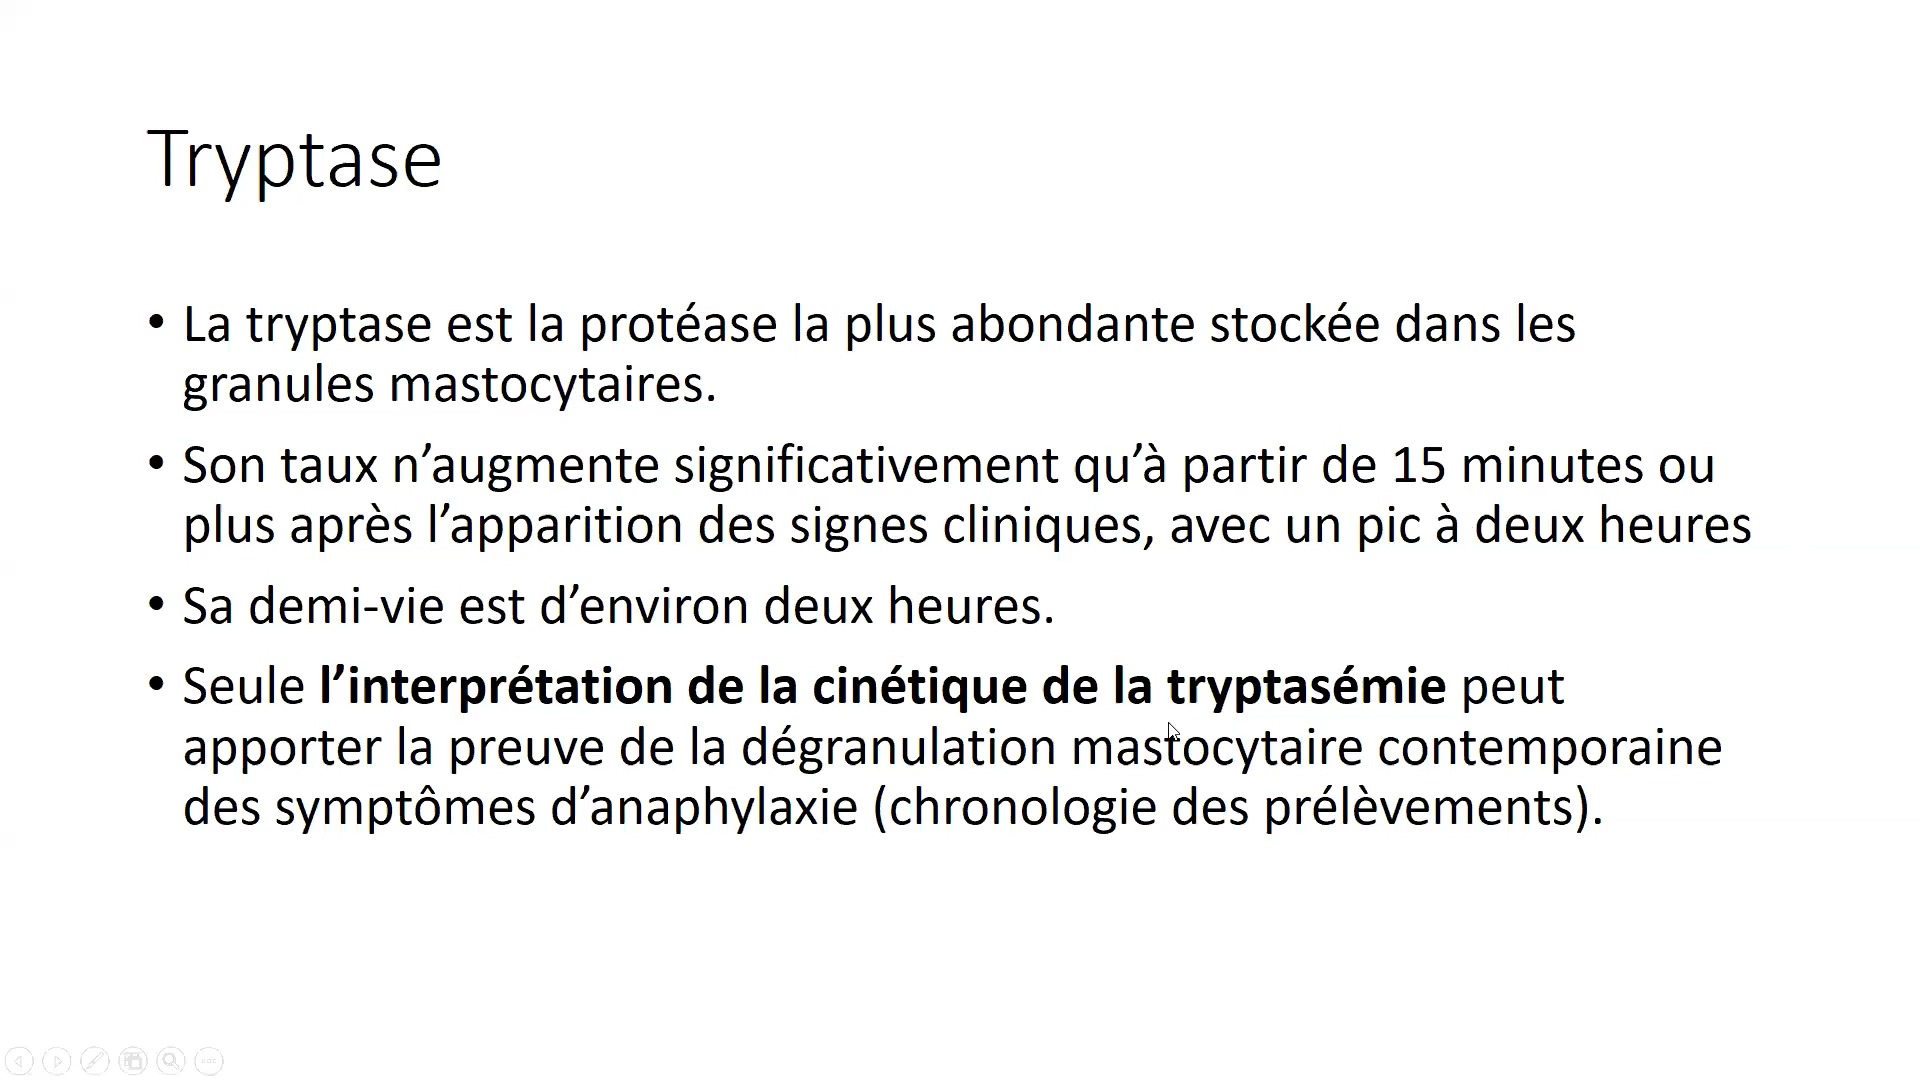 Tryptase
• La tryptase est la protéase la plus abondante stockée dans les
granules mastocytaires.
• Son taux n’augmente significativement qu’à partir de 15 minutes ou
plus après l’apparition des signes cliniques, avec un pic à deux heures
• Sa demi-vie est d’environ deux heures.
• Seule l’interprétation de la cinétique de la tryptasémie peut
apporter la preuve de la dégranulation mastocytaire contemporaine
des symptômes d’anaphylaxie (chronologie des prélèvements).